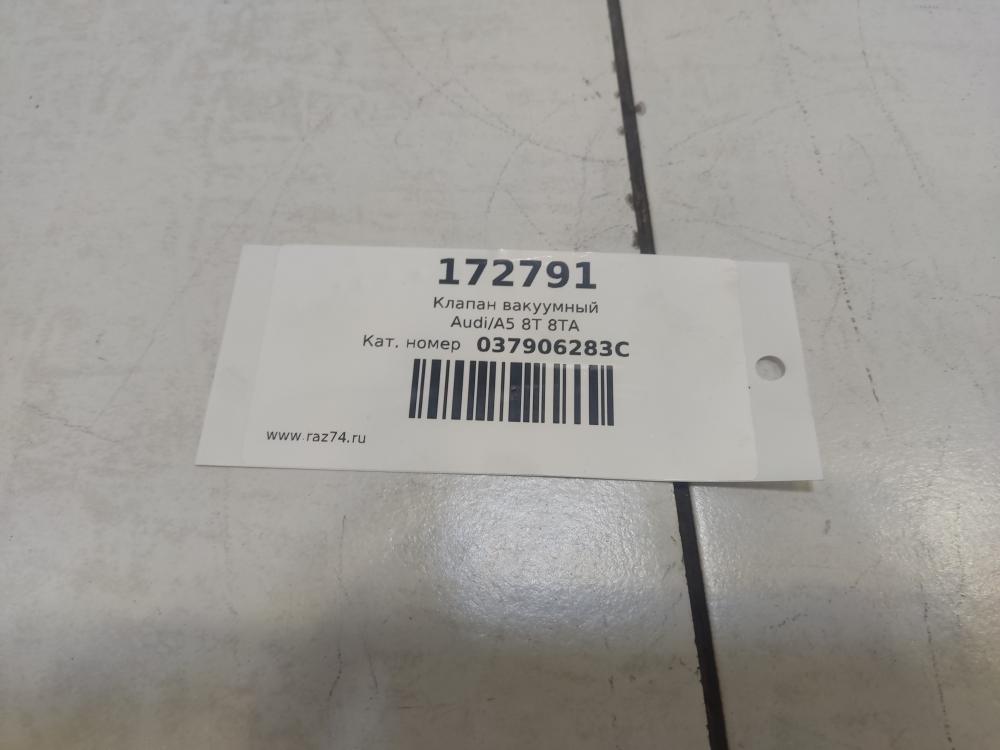 172791
Клапан вакуумный
Audi/A5 8T 8TA
Кат. номер 037906283C
www.raz74.ru